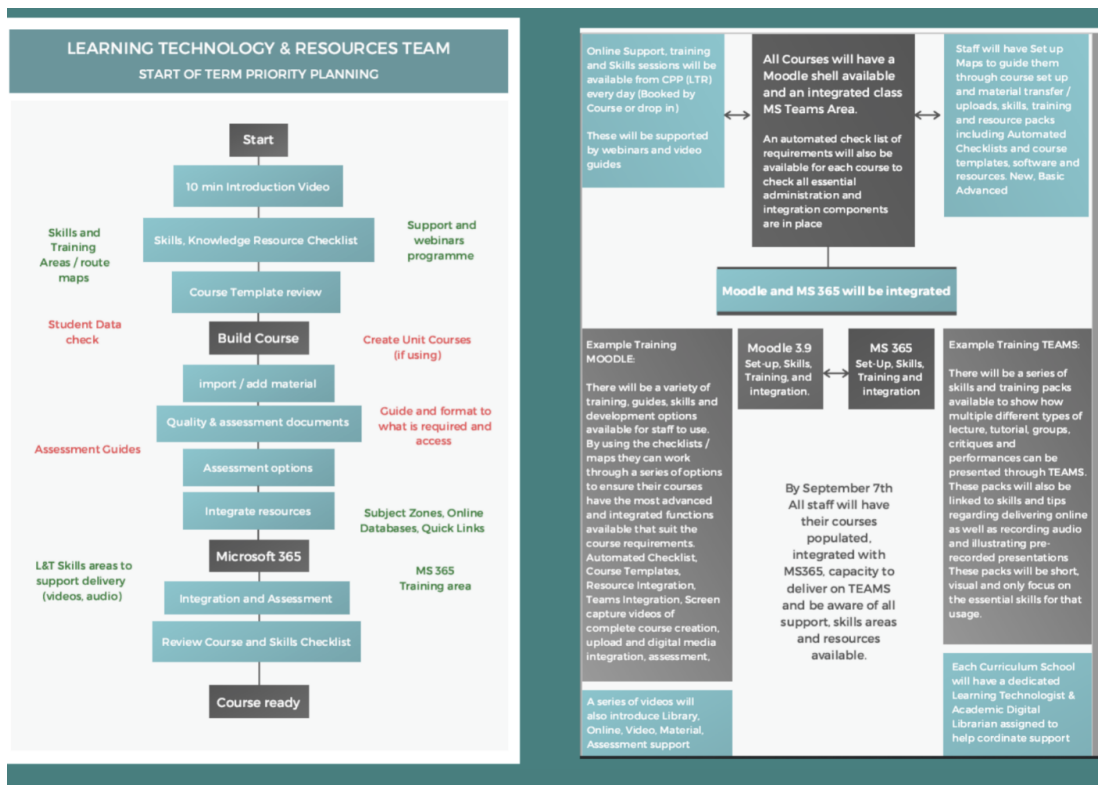 LEARNING TECHNOLOGY & RESOURCES TEAM
START OF TERM PRIORITY PLANNING
Start
10 min Introduction Video
Skills and
Training
Areas / route
maps
Skills, Knowledge Resource Checklist
Support and
webinars
programme
Course Template review
Student Data
check
Build Course
Create Unit Courses
(if using)
import / add material
Quality & assessment documents
Guide and format to
what is required and
access
Assessment Guides
Assessment options
Integrate resources
Subject Zones, Online
Databases, Quick Links
Microsoft 365
L&T Skills areas to
support delivery
(videos, audio)
MS 365
Training area
Integration and Assessment
Review Course and Skills Checklist
Course ready
Online Support, training
and Skills sessions will be
available from CPP (LTR)
every day (Booked by
Course or drop in)
These will be supported
by webinars and video
guides
All Courses will have a
Moodle shell available
and an integrated class
MS Teams Area.
An automated check list of
requirements will also be
available for each course to
check all essential
administration and
integration components
are in place
Staff will have Set up
Maps to guide them
through course set up
and material transfer /
uploads, skills, training
and resource packs
including Automated
Checklists and course
templates, software and
resources. New, Basic
Advanced
Moodle and MS 365 will be integrated
Example Training
MOODLE:
There will be a variety of
training, guides, skills and
development options
available for staff to use.
By using the checklists /
maps they can work
through a series of options
to ensure their courses
have the most advanced
and integrated functions
available that suit the
course requirements.
Automated Checklist,
Course Templates,
Resource Integration,
Teams Integration, Screen
capture videos of
complete course creation,
upload and digital media
integration, assessment,
Moodle 3.9
Set-up, Skills,
Training, and
integration.
MS 365
Set-Up, Skills,
Training and
integration
Example Training TEAMS:
There will be a series of
skills and training packs
available to show how
multiple different types of
lecture, tutorial, groups,
critiques and
performances can be
presented through TEAMS.
These packs will also be
linked to skills and tips
regarding delivering online
as well as recording audio
and illustrating pre-
recorded presentations
These packs will be short,
visual and only focus on
the essential skills for that
usage.
By September 7th
All staff will have
their courses
populated,
integrated with
MS365, capacity to
deliver on TEAMS
and be aware of all
support, skills areas
and resources
available.
A series of videos will
also introduce Library,
Online, Video, Material,
Assessment support
Each Curriculum School
will have a dedicated
Learning Technologist &
Academic Digital
Librarian assigned to
help cordinate support